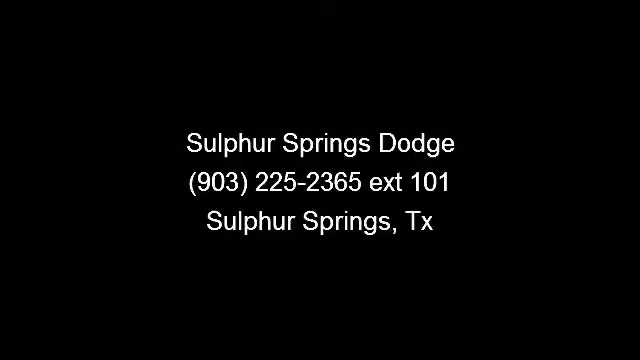 Sulphur Springs Dodge
(903) 225-2365 ext 101
Sulphur Springs, Tx